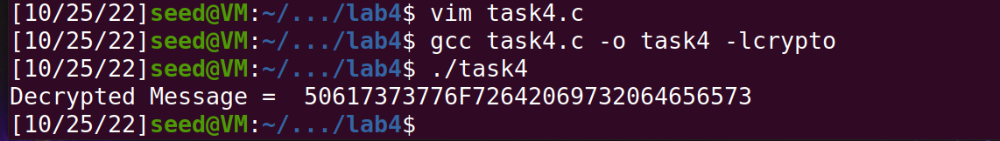 [10/25/22]seed@VM:~/.../lab4$ vim task4.c
[10/25/22]seed@VM:~/.../lab4$ gcc task4.c -o task4 -lcrypto
[10/25/22]seed@VM:~/.../lab4$ ./task4
Decrypted Message =  50617373776F72642069732064656573
[10/25/22]seed@VM:~/.../lab4$